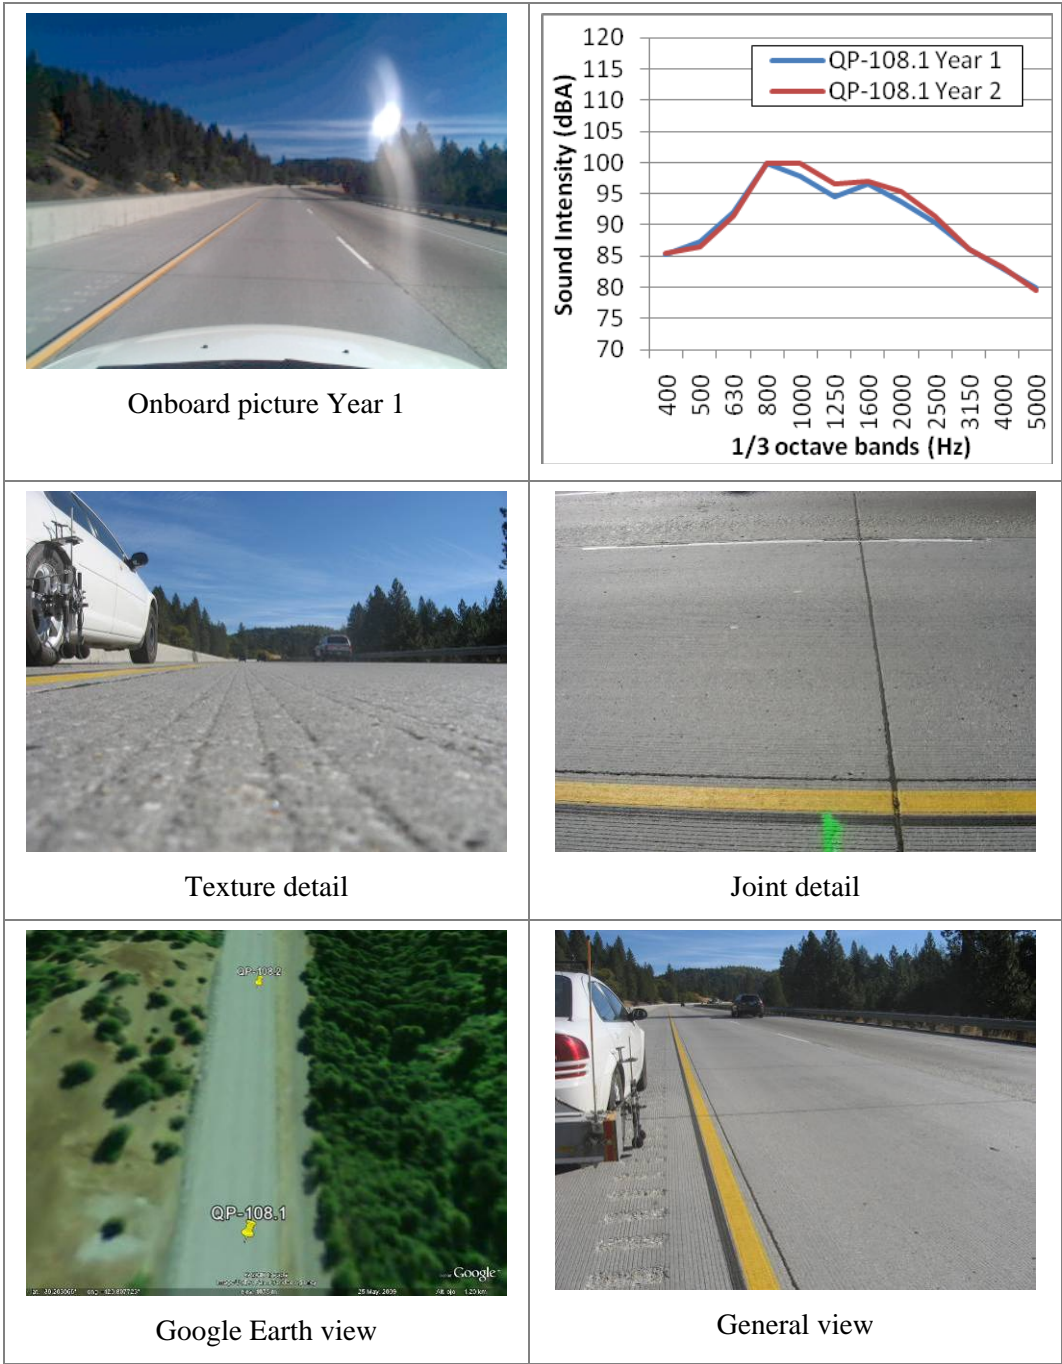 120
115
110
105
100
95
90
85
80
75
70
Sound Intensity (dBA)
QP-108.1 Year 1
QP-108.1 Year 2
400
500
630
800
1000
1250
1600
2000
2500
3150
4000
5000
1/3 octave bands (Hz)
Onboard picture Year 1
Texture detail
Joint detail
QP-108.2
QP-108.1
Google
25 May, 2009
Google Earth view
General view